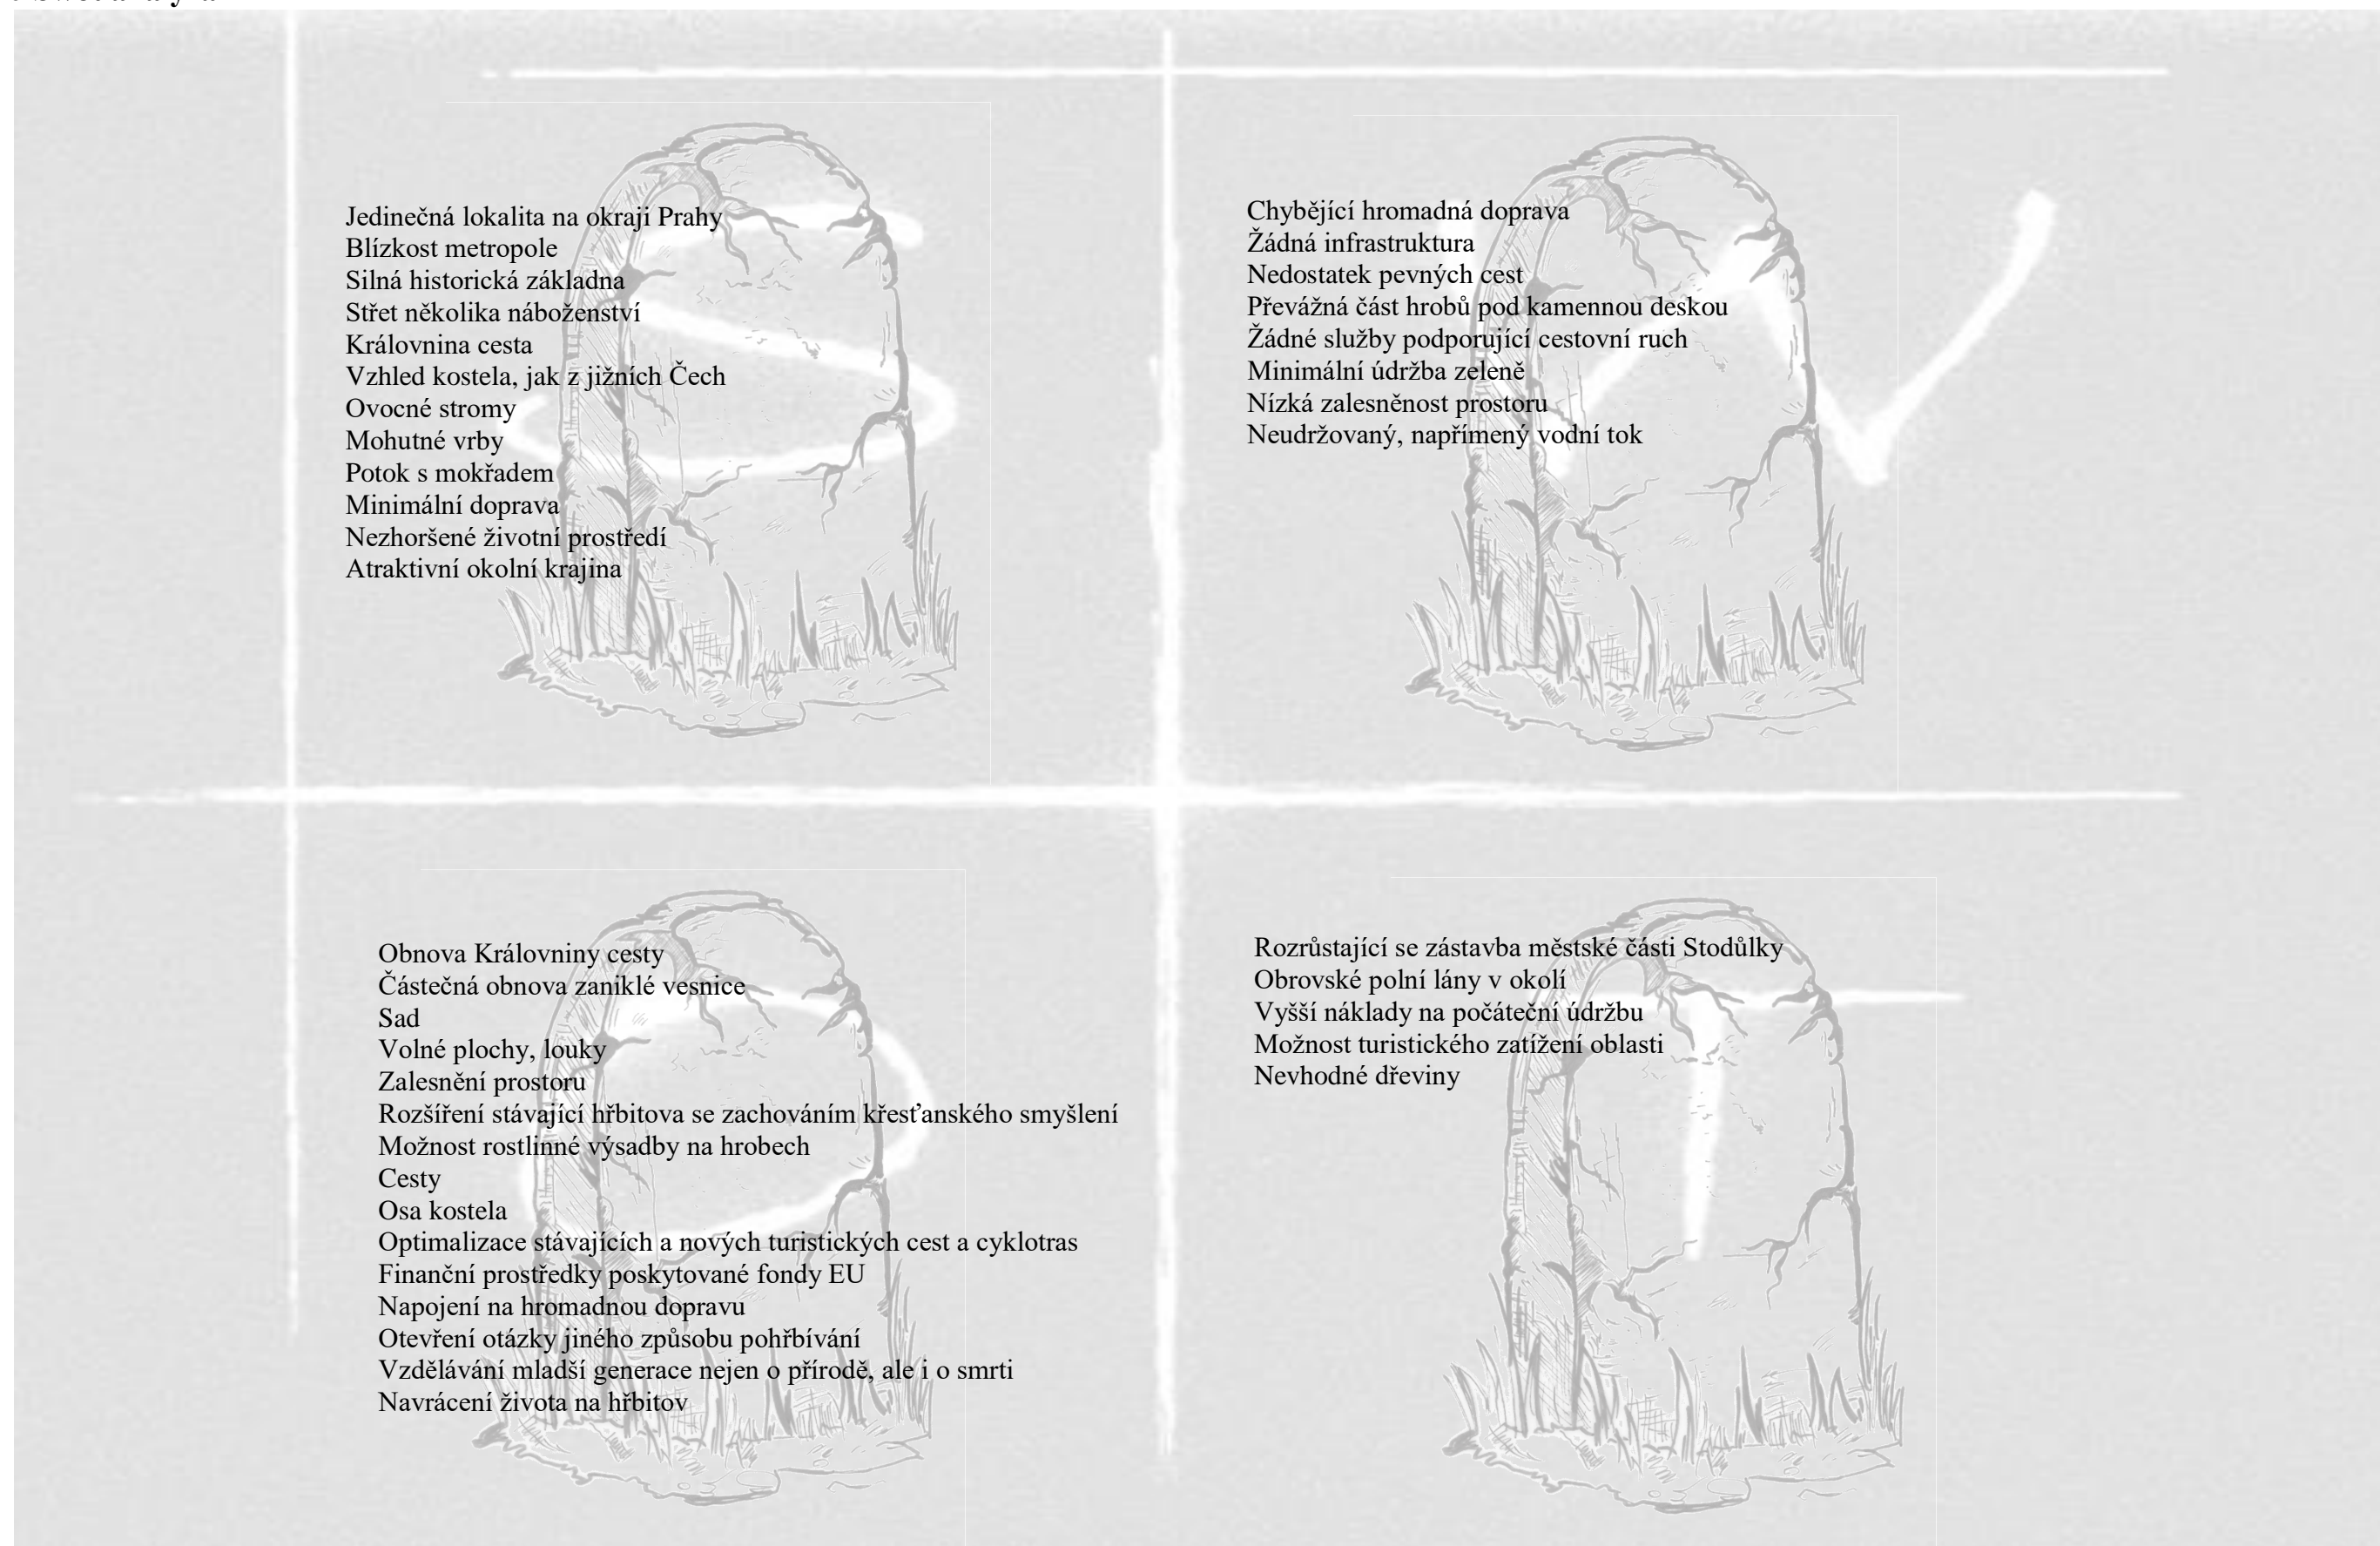 Jedinečná lokalita na okraji Prahy
Blízkost metropole
Silná historická základna
Střet několika náboženství
Královnina cesta
Vzhled kostela, jak z jižních Čech
Ovocné stromy
Mohutné vrby
Potok s mokřadem
Minimální doprava
Nezhoršené životní prostředí
Atraktivní okolní krajina
Chybějící hromadná doprava
Žádná infrastruktura
Nedostatek pevných cest
Převážná část hrobů pod kamennou deskou
Žádné služby podporující cestovní ruch
Minimální údržba zeleně
Nízká zalesněnost prostoru
Neudržovaný, napřímený vodní tok
Obnova Královniny cesty
Částečná obnova zaniklé vesnice
Sad
Volné plochy, louky
Zalesnění prostoru
Rozšíření stávající hřbitova se zachováním křesťanského smyšlení
Možnost rostlinné výsadby na hrobech
Cesty
Osa kostela
Optimalizace stávajících a nových turistických cest a cyklotras
Finanční prostředky poskytované fondy EU
Napojení na hromadnou dopravu
Otevření otázky jiného způsobu pohřbívání
Vzdělávání mladší generace nejen o přírodě, ale i o smrti
Navrácení života na hřbitov
Rozrůstající se zástavba městské části Stodůlky
Obrovské polní lány v okolí
Vyšší náklady na počáteční údržbu
Možnost turistického zatížení oblasti
Nevhodné dřeviny